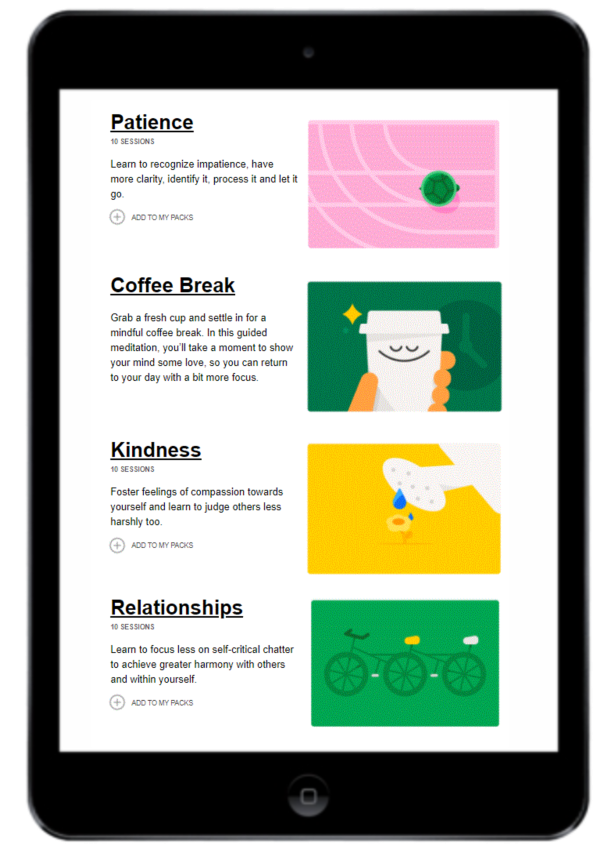 Patience
10 SESSIONS
Learn to recognize impatience, have
more clarity, identify it, process it and let it
go.
ADD TO MY PACKS
Coffee Break
Grab a fresh cup and settle in for a
mindful coffee break. In this guided
meditation, you'll take a moment to show
your mind some love, so you can return
to your day with a bit more focus.
Kindness
10 SESSIONS
Foster feelings of compassion towards
yourself and learn to judge others less
harshly too.
ADD TO MY PACKS
Relationships
10 SESSIONS
Learn to focus less on self-critical chatter
to achieve greater harmony with others
and within yourself.
ADD TO MY PACKS